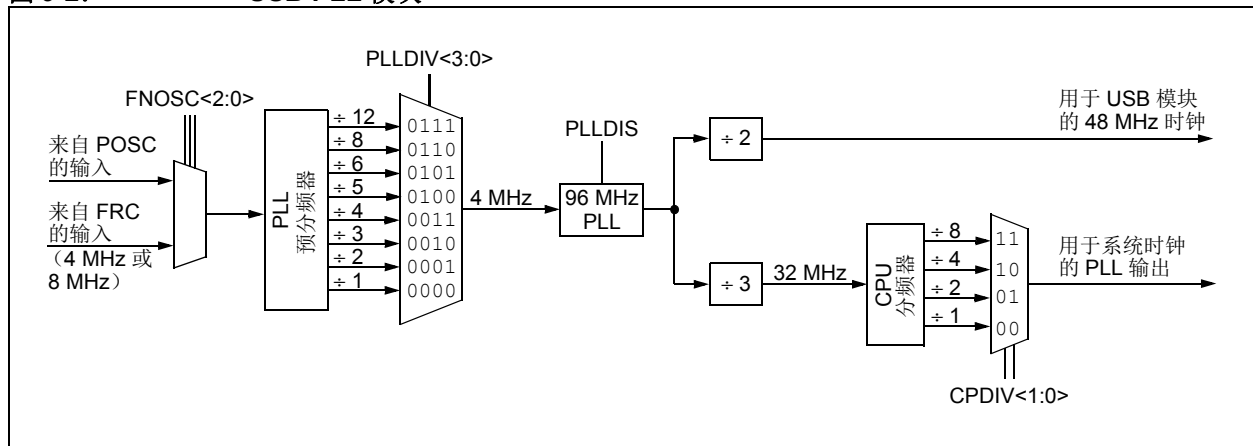 PLLDIV<3:0>
FNOSC<2:0>
来自 POSC
的输入
来自 FRC
的输入
（4 MHz 或
8 MHz）
PLL
预分频器
÷ 12
÷ 8
÷ 6
÷ 5
÷ 4
÷ 3
÷ 2
÷ 1
0111
0110
0101
0100
0011
0010
0001
0000
4 MHz
PLLDIS
96 MHz
PLL
÷ 2
用于 USB 模块
的 48 MHz 时钟
÷ 3
32 MHz
CPU
分频器
÷ 8
÷ 4
÷ 2
÷ 1
11
10
01
00
用于系统时钟
的 PLL 输出
CPDIV<1:0>